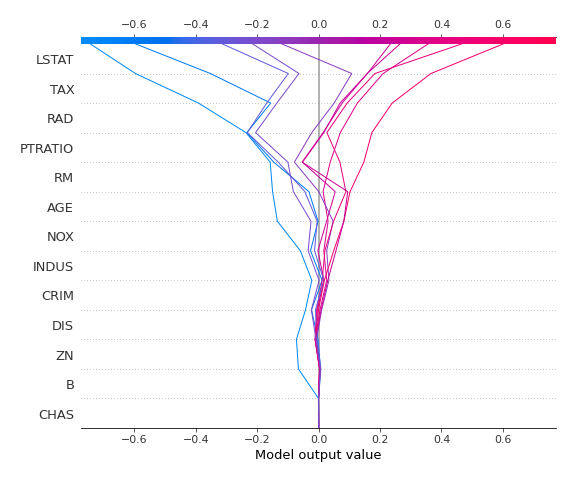 −0.6 −0.4 −0.2 0.0 0.2 0.4 0.6
LSTAT
TAX
RAD
PTRATIO
RM
AGE
NOX
INDUS
CRIM
DIS
ZN
B
CHAS
−0.6 −0.4 −0.2 0.0 0.2 0.4 0.6
Model output value